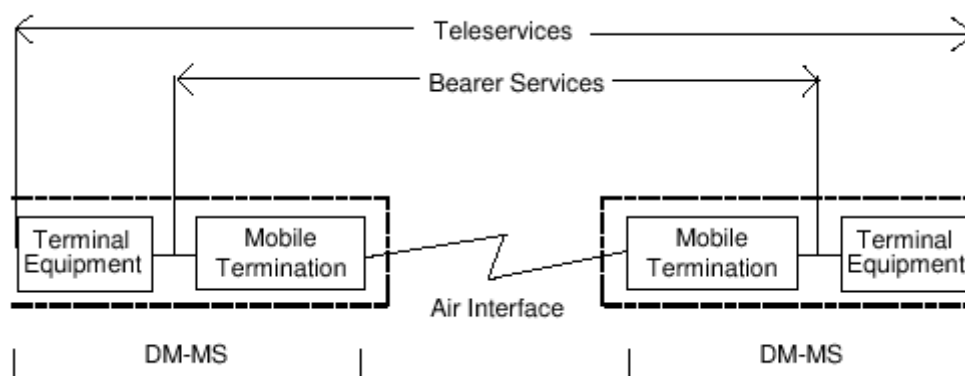 Teleservices
Bearer Services
Terminal
Equipment
Mobile
Termination
Mobile
Termination
Terminal
Equipment
Air Interface
DM-MS
DM-MS